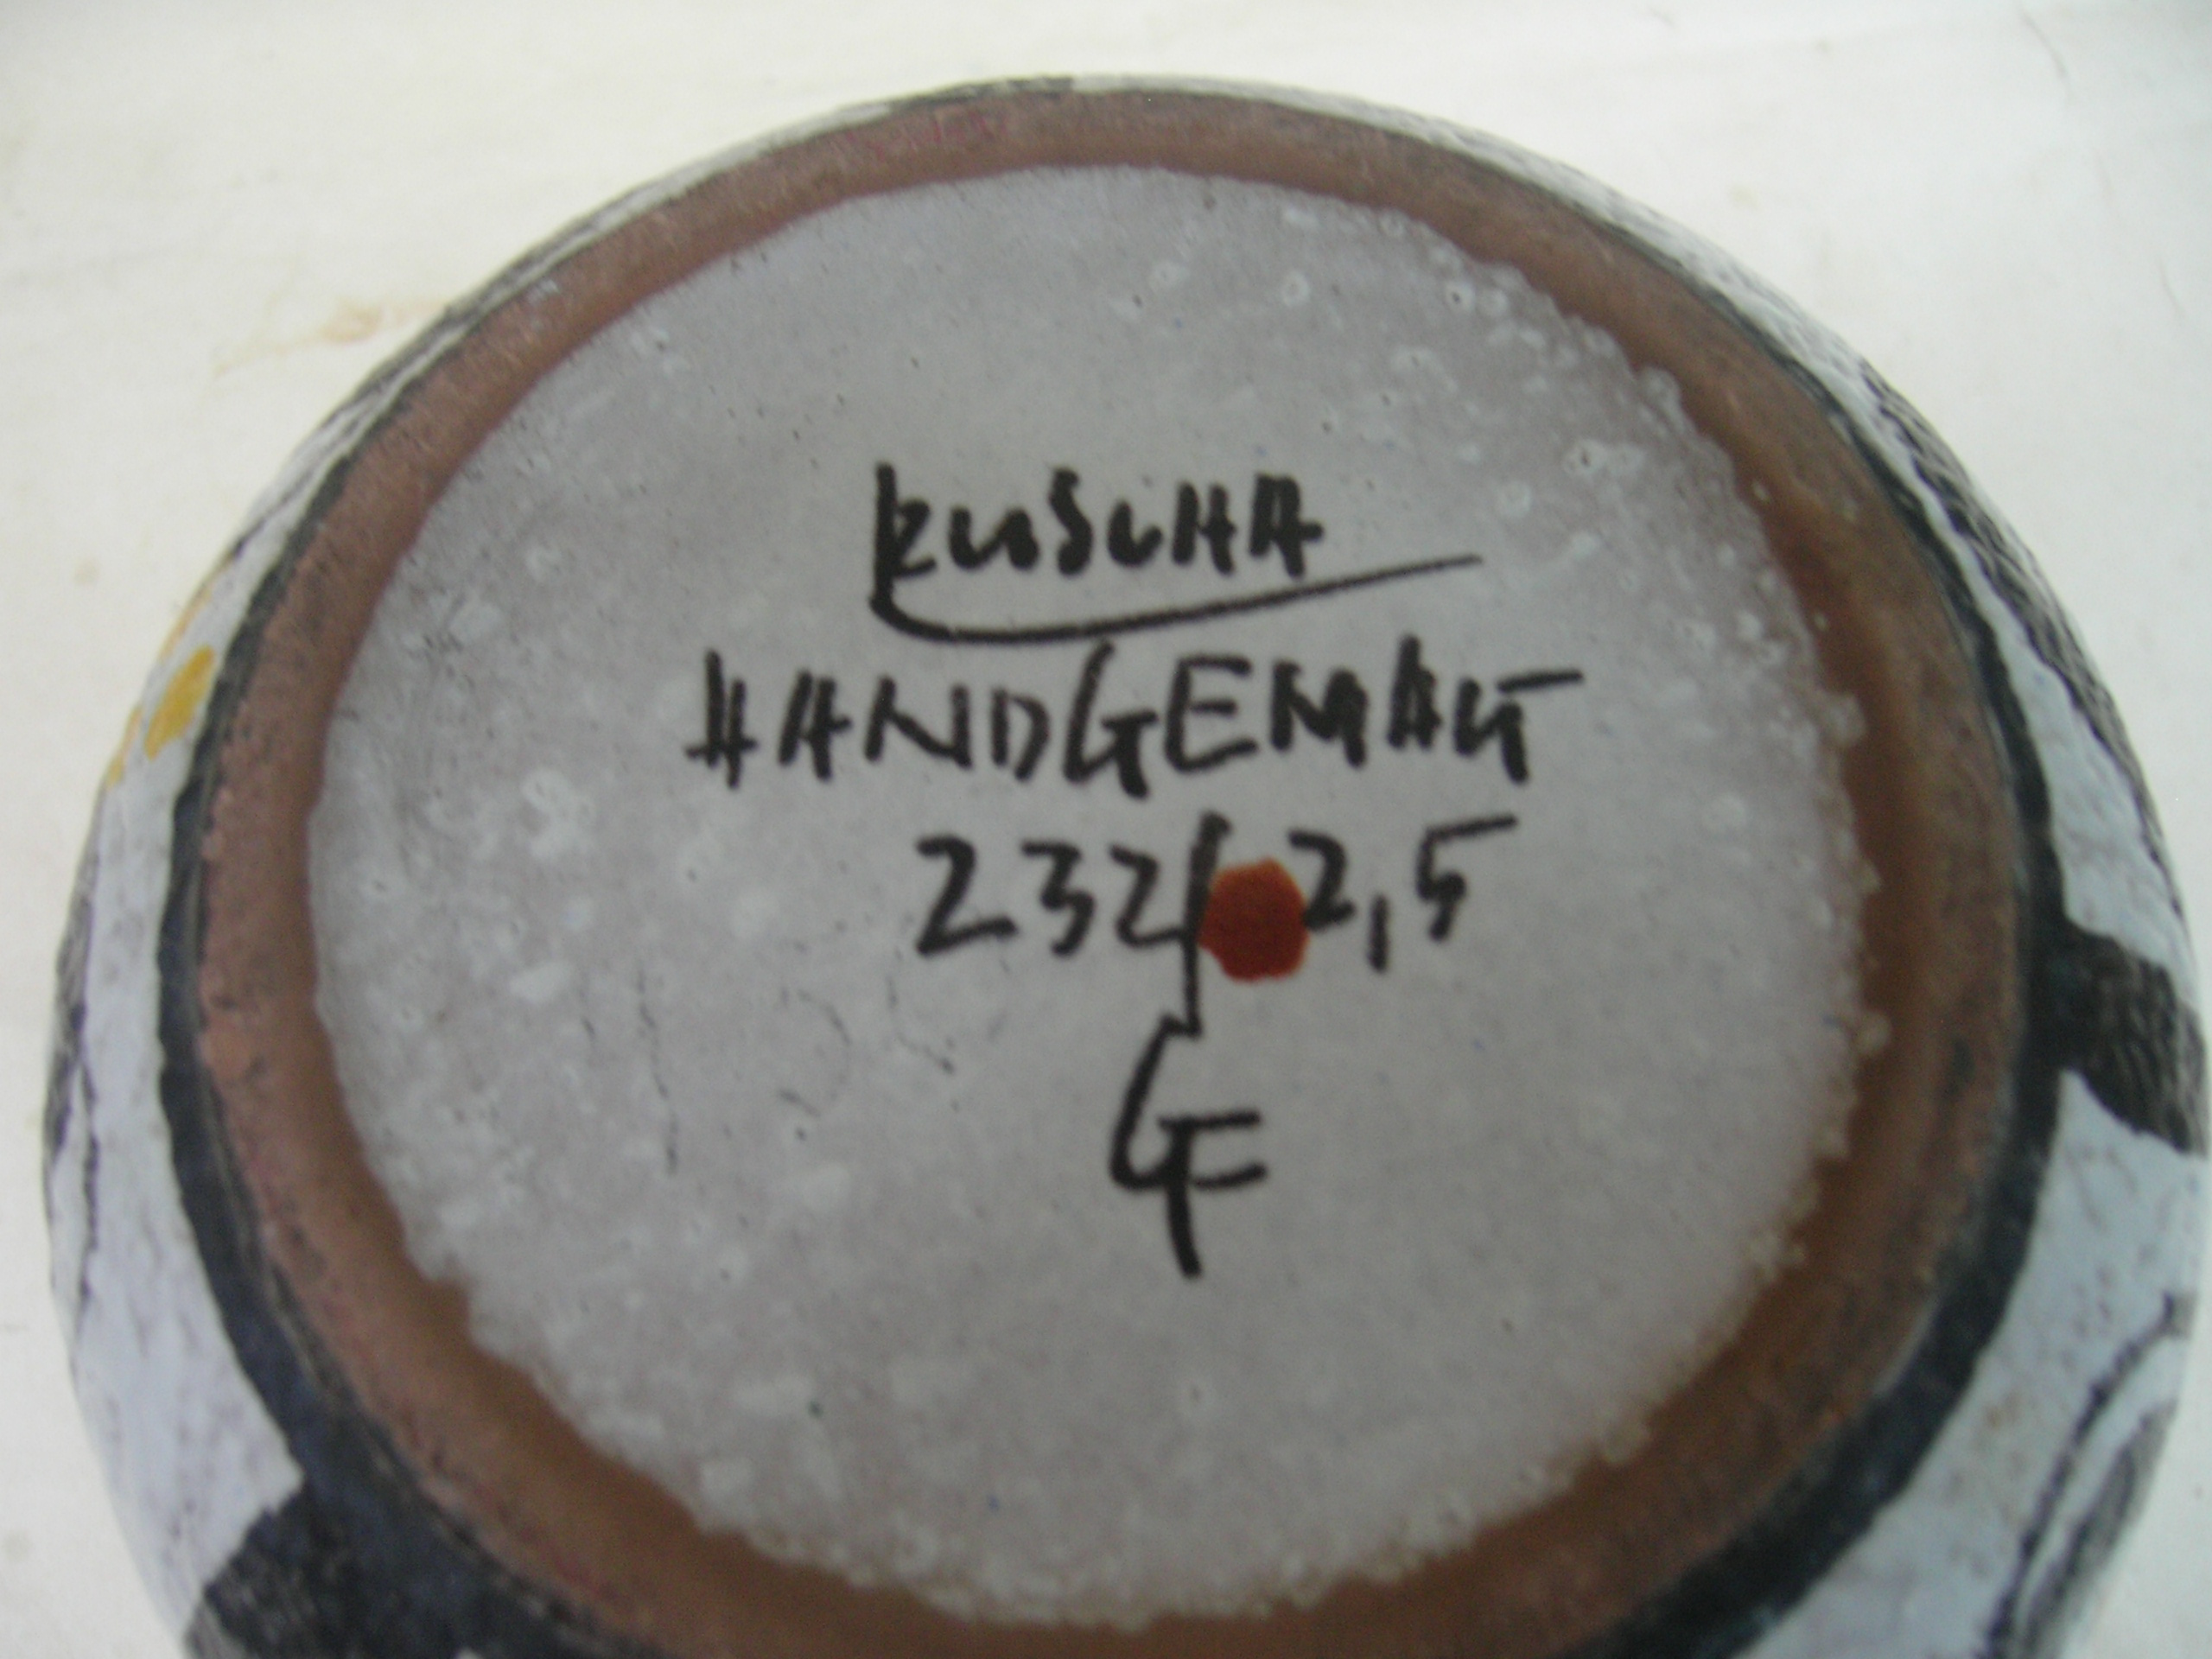 RUSCHA
HANDGEMALT
232/ 2,5
GF